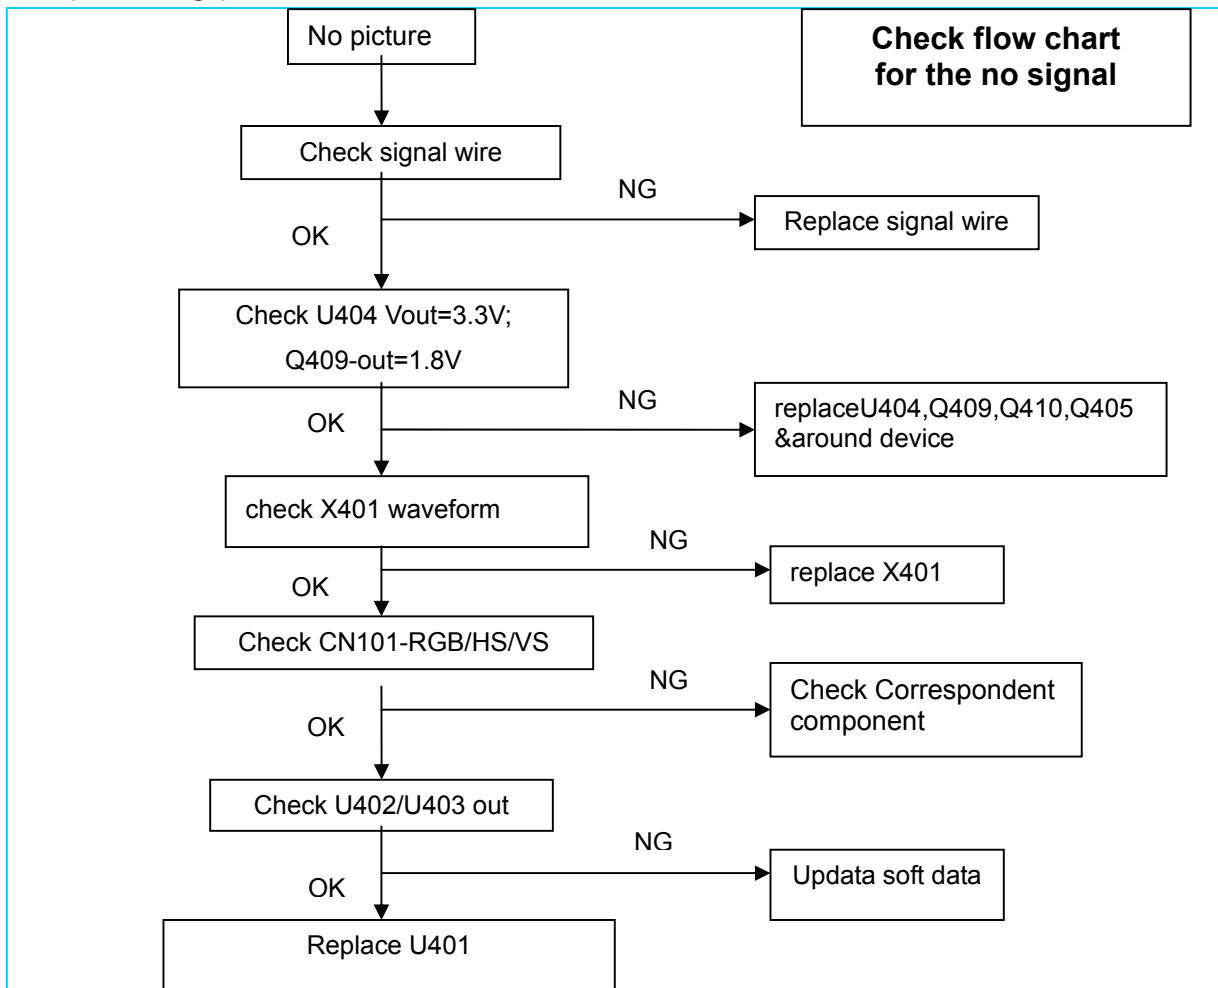 No picture
Check flow chart
for the no signal
Check signal wire
NG
Replace signal wire
OK
Check U404 Vout=3.3V;
Q409-out=1.8V
NG
replaceU404,Q409,Q410,Q405
&around device
OK
check X401 waveform
NG
replace X401
OK
Check CN101-RGB/HS/VS
NG
Check Correspondent
component
OK
Check U402/U403 out
NG
Updata soft data
OK
Replace U401